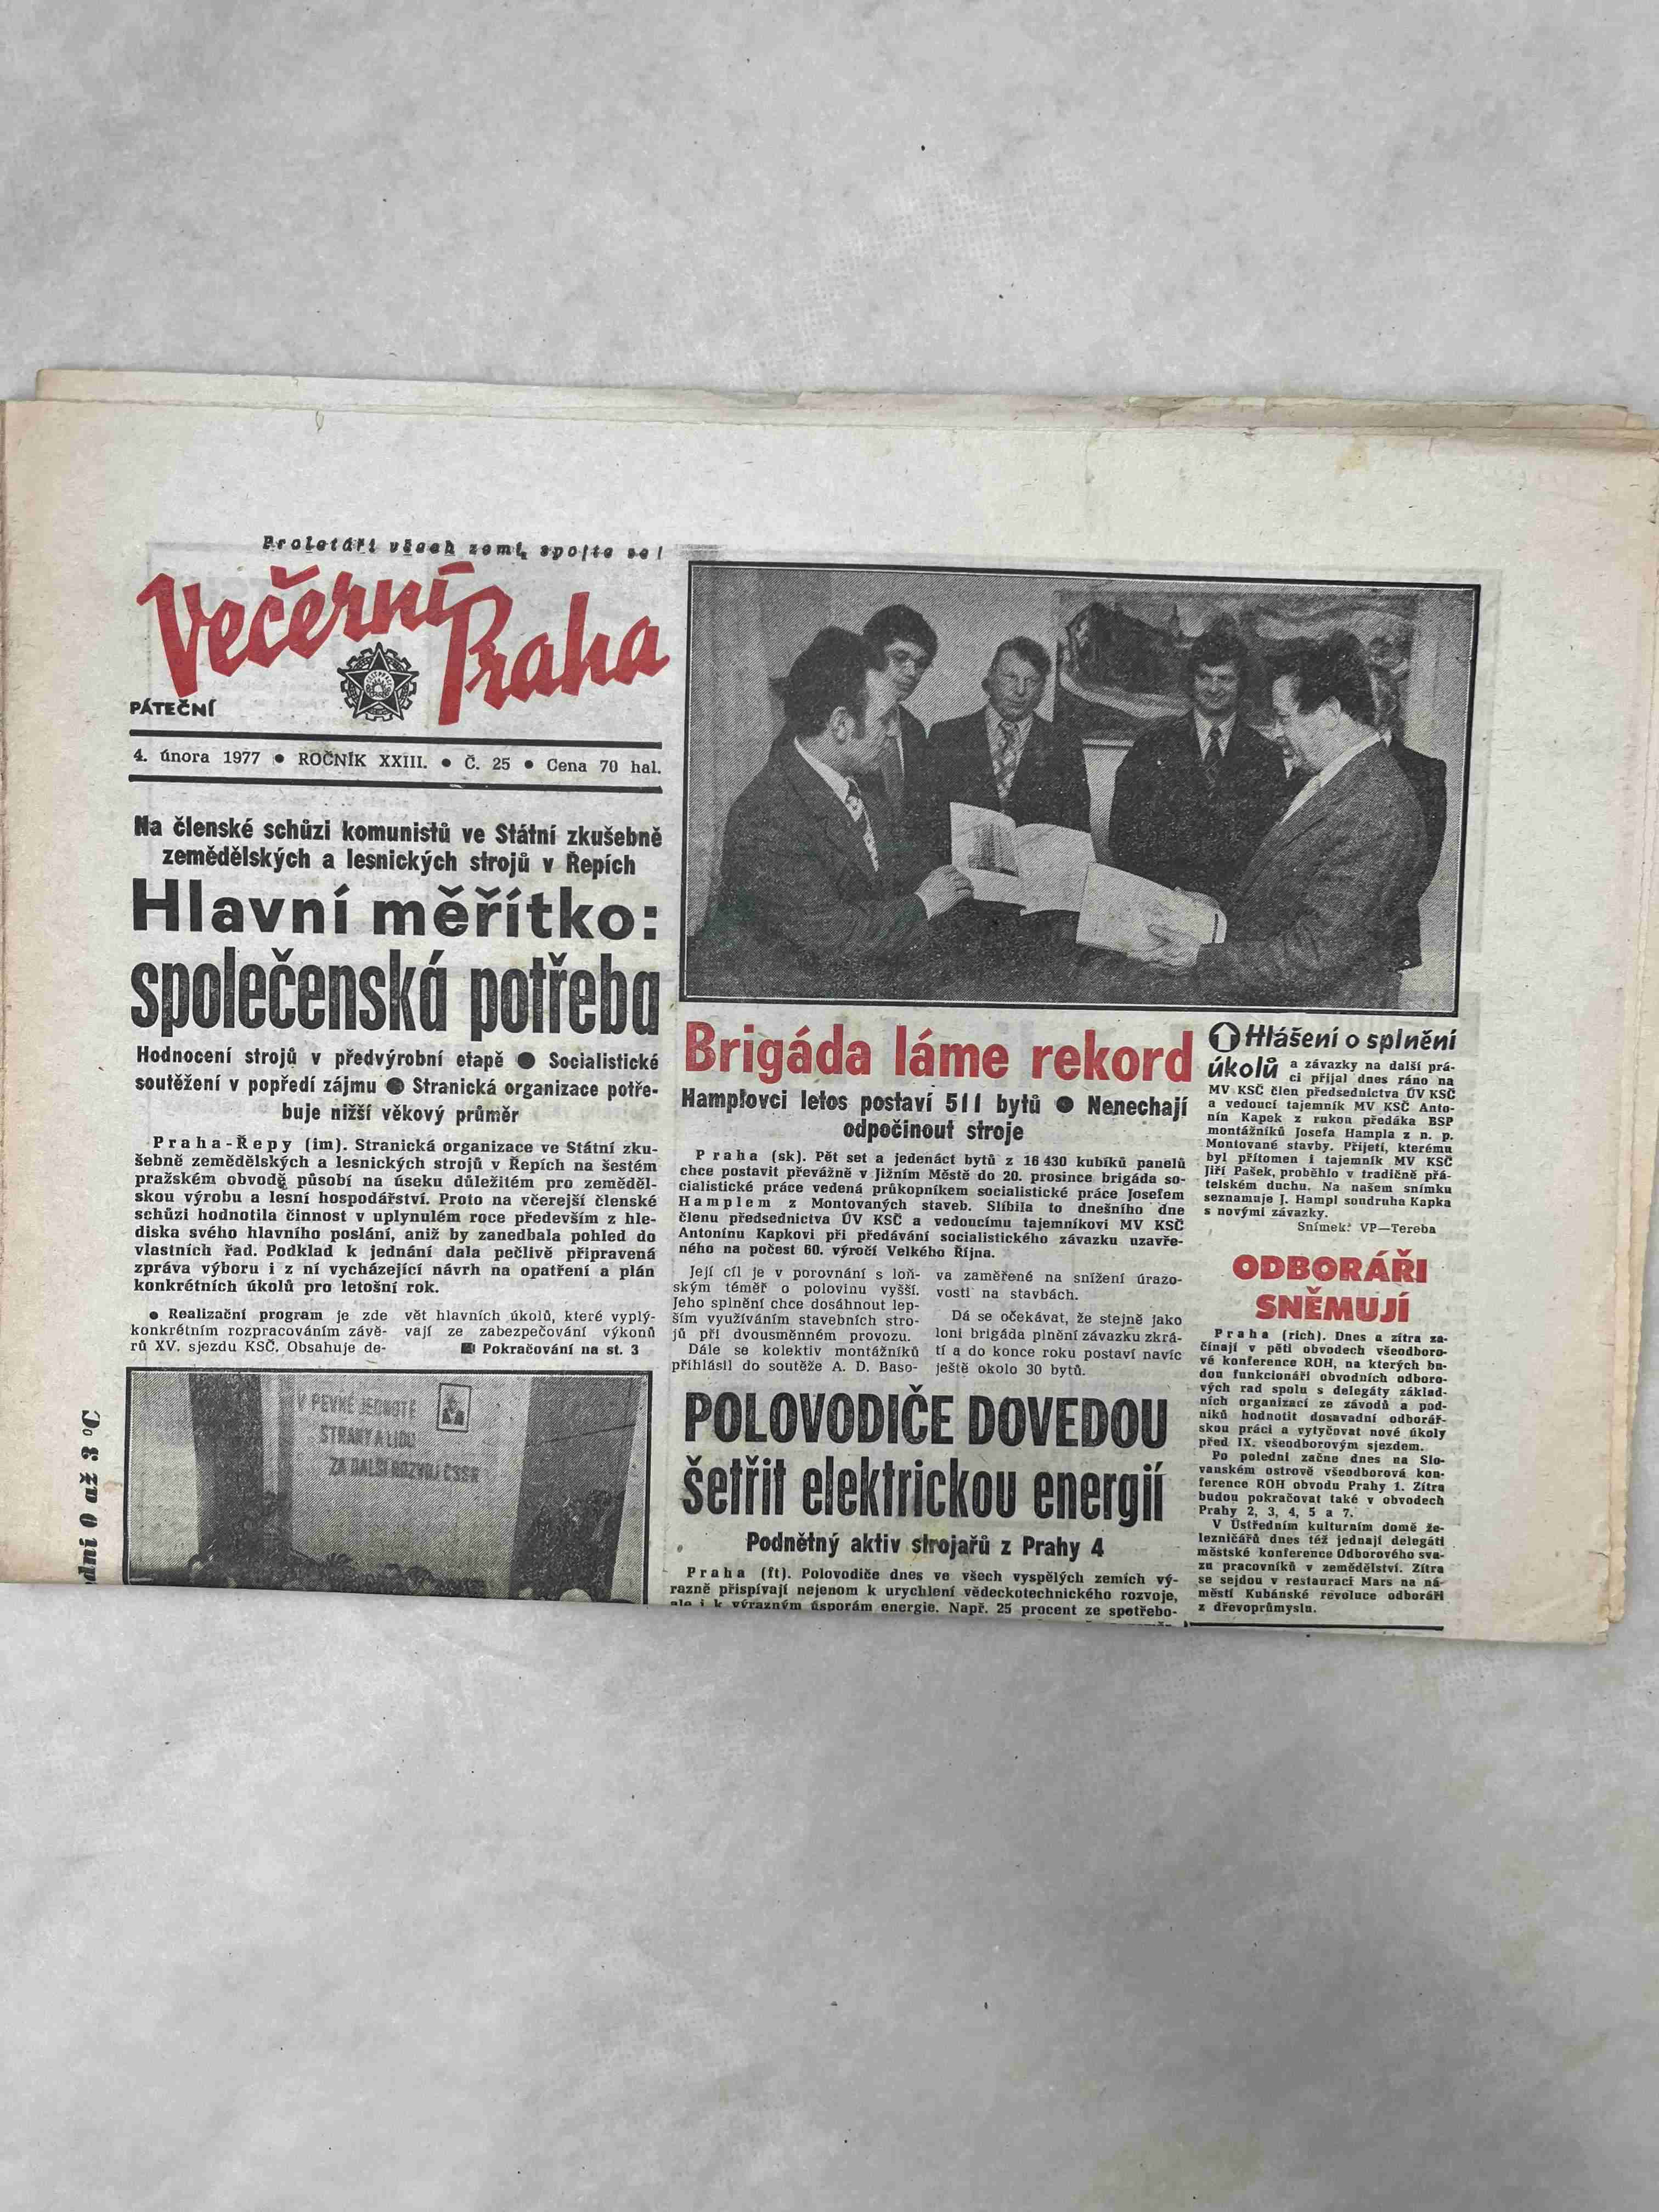 Proletáři všech zemí, spojte se!
Večerní
Praha
PÁTEČNÍ
4. února 1977 ● ROČNÍK XXIII. ● Č. 25 ● Cena 70 hal.
Na členské schůzi komunistů ve Státní zkušebně
zemědělských a lesnických strojů v Řepích
Hlavní měřítko:
společenská potřeba
Hodnocení strojů v předvýrobní etapě ● Socialistické
soutěžení v popředí zájmu ● Stranická organizace potře-
buje nižší věkový průměr
Praha-Řepy (im). Stranická organizace ve Státní zku-
šebně zemědělských a lesnických strojů v Řepích na šestém
pražském obvodě působí na úseku důležitém pro zeměděl-
skou výrobu a lesní hospodářství. Proto na včerejší členské
schůzi hodnotila činnost v uplynulém roce především z hle-
diska svého hlavního poslání, aniž by zanedbala pohled do
vlastních řad. Podklad k jednání dala pečlivě připravená
zpráva výboru i z ní vycházející návrh na opatření a plán
konkrétních úkolů pro letošní rok.
● Realizační program je zde
konkrétním rozpracováním závě-
rů XV. sjezdu KSČ. Obsahuje de-
vět hlavních úkolů, které vyplý-
vají ze zabezpečování výkonů
Pokračování na st. 3
V PEVNÉ JEDNOTĚ
STRANY A LIDU
ZA DALŠÍ ROZVOJ ČSSR
dní 0 až 3 °C
Brigáda láme rekord
Hamplovci letos postaví 511 bytů ● Nenechají
odpočinout stroje
Praha (sk). Pět set a jedenáct bytů z 16 430 kubíků panelů
chce postavit převážně v Jižním Městě do 20. prosince brigáda so-
cialistické práce vedená průkopníkem socialistické práce Josefem
Hamplem z Montovaných staveb. Slíbila to dnešního dne
členu předsednictva ÚV KSČ a vedoucímu tajemníkovi MV KSČ
Antonínu Kapkovi při předávání socialistického závazku uzavře-
ného na počest 60. výročí Velkého Října.
Její cíl je v porovnání s loň-
ským téměř o polovinu vyšší.
Jeho splnění chce dosáhnout lep-
ším využíváním stavebních stro-
jů při dvousměnném provozu.
Dále se kolektiv montážníků
přihlásil do soutěže A. D. Baso-
va zaměřené na snížení úrazo-
vosti na stavbách.
Dá se očekávat, že stejně jako
loni brigáda plnění závazku zkrá-
tí a do konce roku postaví navíc
ještě okolo 30 bytů.
POLOVODIČE DOVEDOU
šetřit elektrickou energií
Podnětný aktiv strojařů z Prahy 4
Praha (ft). Polovodiče dnes ve všech vyspělých zemích vý-
razně přispívají nejenom k urychlení vědeckotechnického rozvoje,
ale i k výrazným úsporám energie. Např. 25 procent ze spotřebo-
Hlášení o splnění
úkolů a závazky na další prá-
ci přijal dnes ráno na
MV KSČ člen předsednictva ÚV KSČ
a vedoucí tajemník MV KSČ Anto-
nín Kapek z rukou předáka BSP
montážníků Josefa Hampla z n. p.
Montované stavby. Přijetí, kterému
byl přítomen i tajemník MV KSČ
Jiří Pašek, proběhlo v tradičně přá-
telském duchu. Na našem snímku
seznamuje J. Hampl soudruha Kapka
s novými závazky.
Snímek: VP—Tereba
ODBORÁŘI
SNĚMUJÍ
Praha (rich). Dnes a zítra za-
čínají v pěti obvodech všeodboro-
vé konference ROH, na kterých bu-
dou funkcionáři obvodních odboro-
vých rad spolu s delegáty základ-
ních organizací ze závodů a pod-
niků hodnotit dosavadní odborář-
skou práci a vytyčovat nové úkoly
před IX. všeodborovým sjezdem.
Po poledni začne dnes na Slo-
vanském ostrově všeodborová kon-
ference ROH obvodu Prahy 1. Zítra
budou pokračovat také v obvodech
Prahy 2, 3, 4, 5 a 7.
V Ústředním kulturním domě že-
lezničářů dnes též jednají delegáti
městské konference Odborového sva-
zu pracovníků v zemědělství. Zítra
se sejdou v restauraci Mars na ná-
městí Kubánské revoluce odboráři
z dřevoprůmyslu.